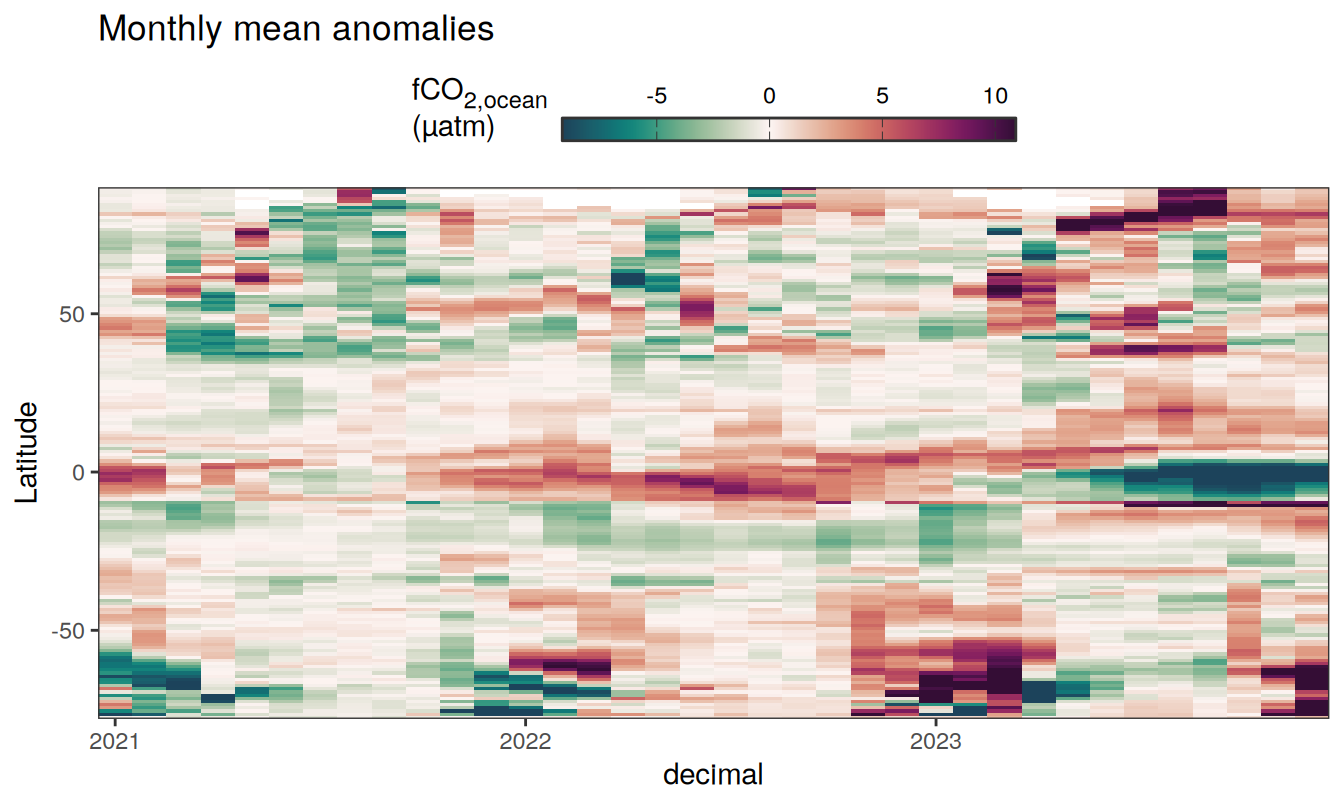 Monthly mean anomalies
fCO2,ocean
(µatm)
-5 0 5 10
Latitude
50
0
-50
2021 2022 2023
decimal